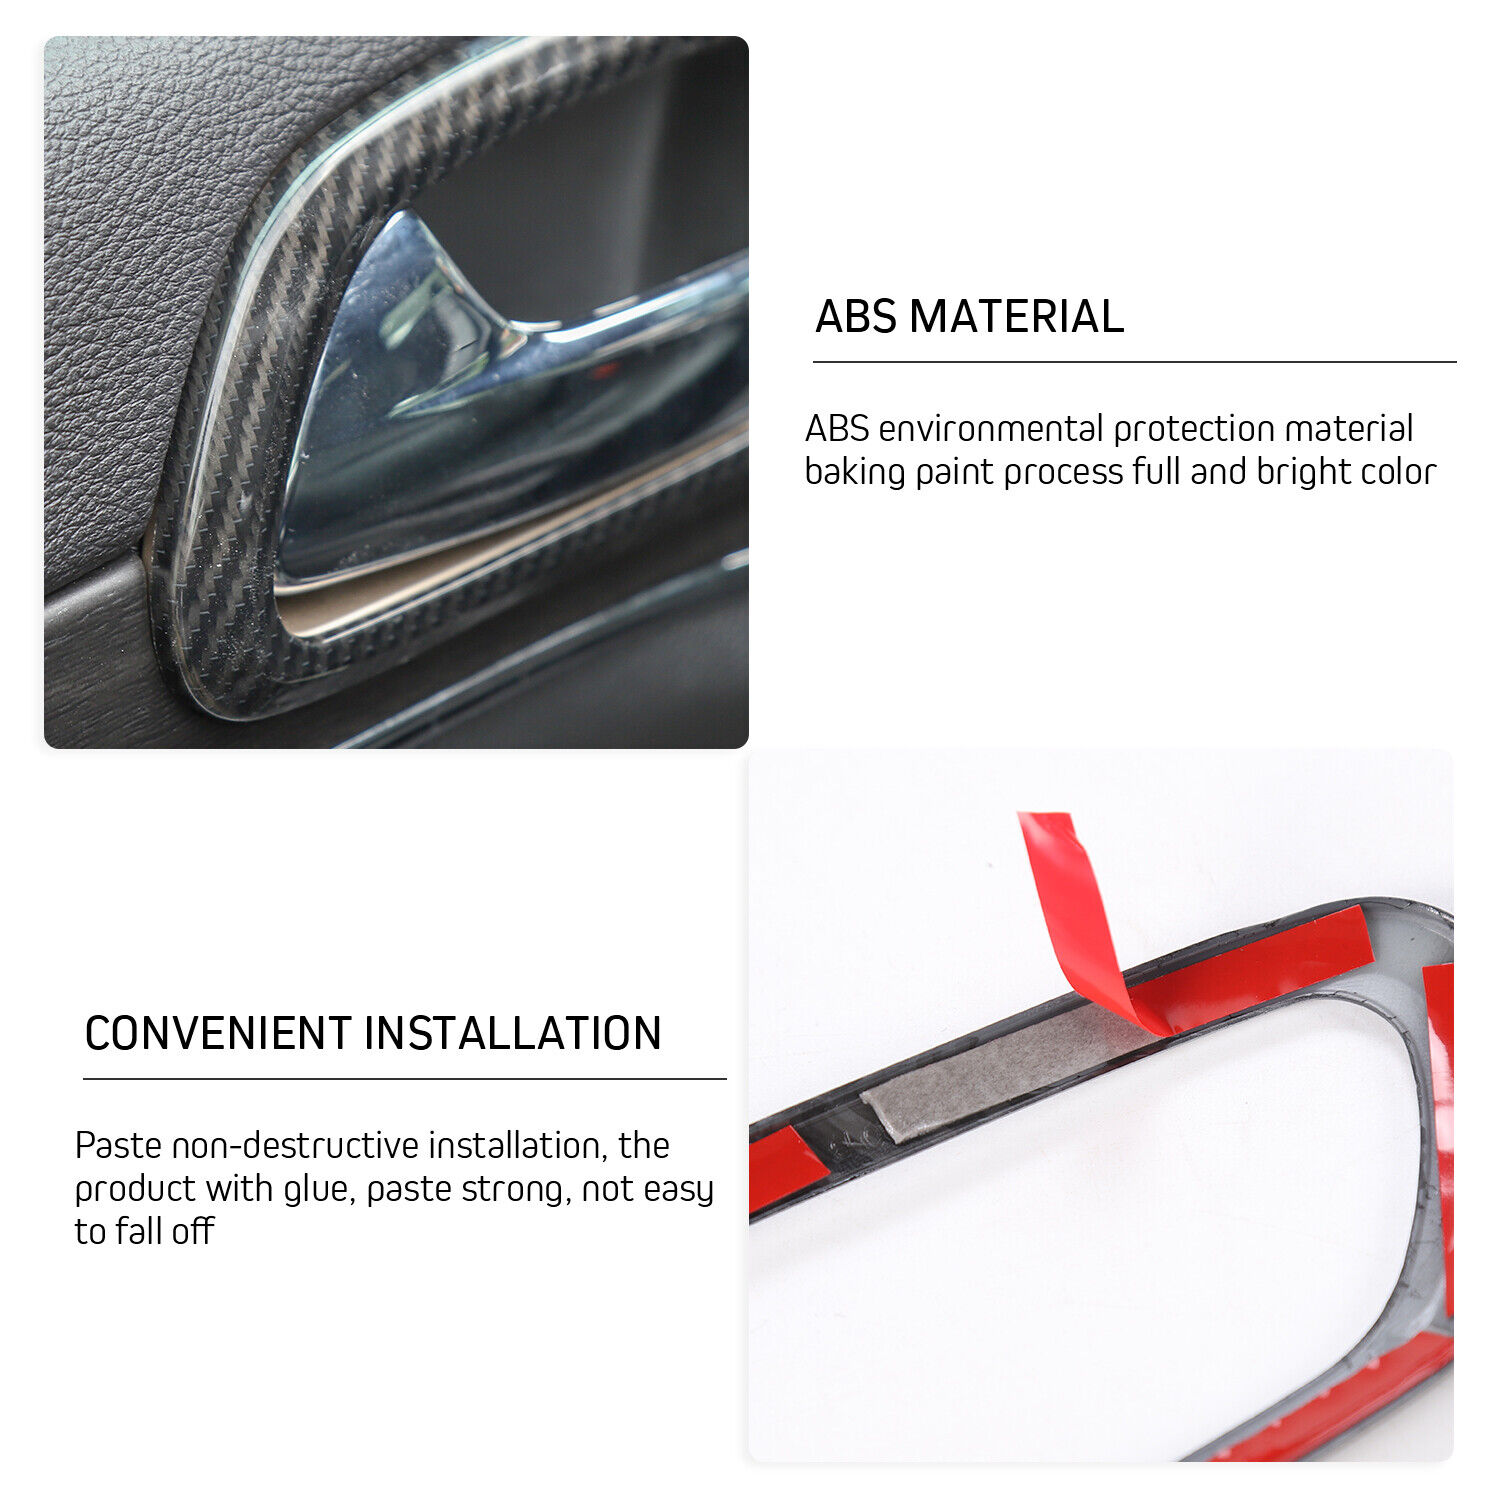 ABS MATERIAL
ABS environmental protection material
baking paint process full and bright color
CONVENIENT INSTALLATION
Paste non-destructive installation, the
product with glue, paste strong, not easy
to fall off